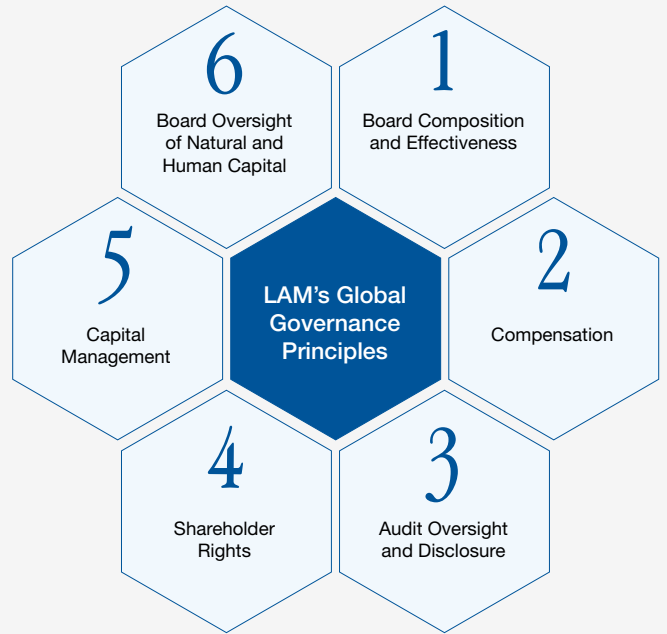 LAM's Global
Governance
Principles
1
Board Composition
and Effectiveness
2
Compensation
3
Audit Oversight
and Disclosure
4
Shareholder
Rights
5
Capital
Management
6
Board Oversight
of Natural and
Human Capital